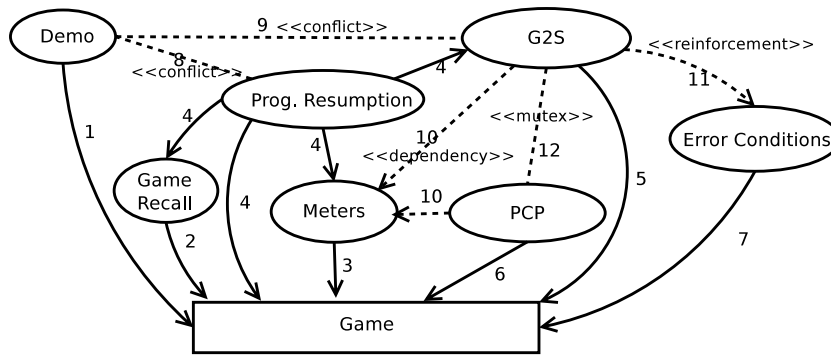 9 <<conflict>>
Demo
G2S
<<reinforcement>>
8
<<conflict>>
4
11
Prog. Resumption
4
<<mutex>>
1
10
4
<<dependency>>
12
Error Conditions
Game
Recall
5
10
4
Meters
PCP
2
7
3
6
Game